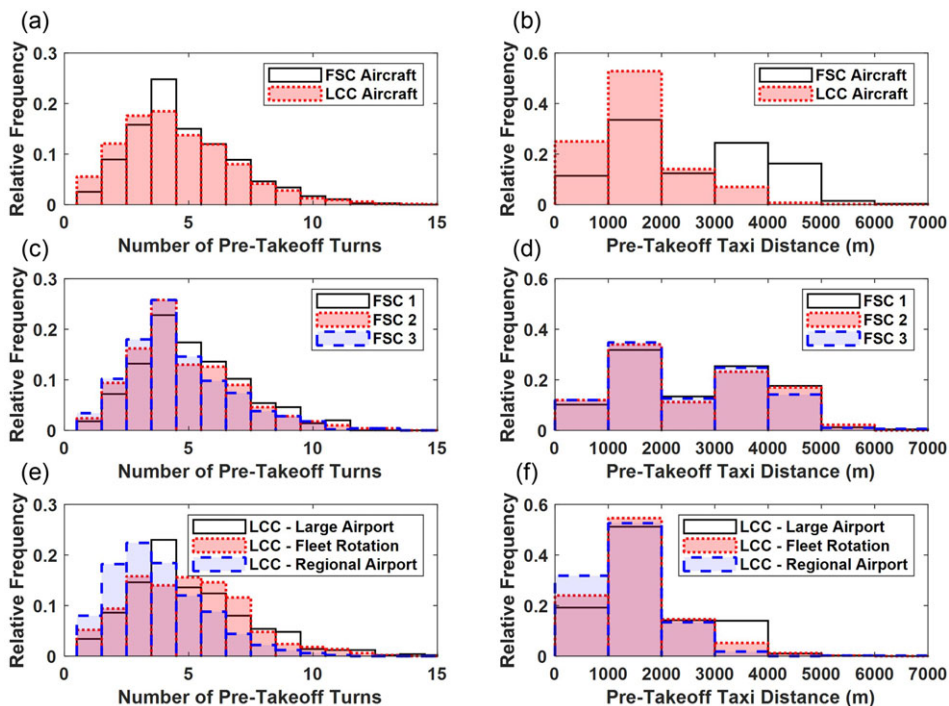 (a)
0.3
0.2
0.1
0
Relative Frequency
FSC Aircraft
LCC Aircraft
0 5 10 15
Number of Pre-Takeoff Turns
(b)
0.6
0.4
0.2
0
Relative Frequency
FSC Aircraft
LCC Aircraft
0 1000 2000 3000 4000 5000 6000 7000
Pre-Takeoff Taxi Distance (m)
(c)
0.3
0.2
0.1
0
Relative Frequency
FSC 1
FSC 2
FSC 3
0 5 10 15
Number of Pre-Takeoff Turns
(d)
0.6
0.4
0.2
0
Relative Frequency
FSC 1
FSC 2
FSC 3
0 1000 2000 3000 4000 5000 6000 7000
Pre-Takeoff Taxi Distance (m)
(e)
0.3
0.2
0.1
0
Relative Frequency
LCC - Large Airport
LCC - Fleet Rotation
LCC - Regional Airport
0 5 10 15
Number of Pre-Takeoff Turns
(f)
0.6
0.4
0.2
0
Relative Frequency
LCC - Large Airport
LCC - Fleet Rotation
LCC - Regional Airport
0 1000 2000 3000 4000 5000 6000 7000
Pre-Takeoff Taxi Distance (m)